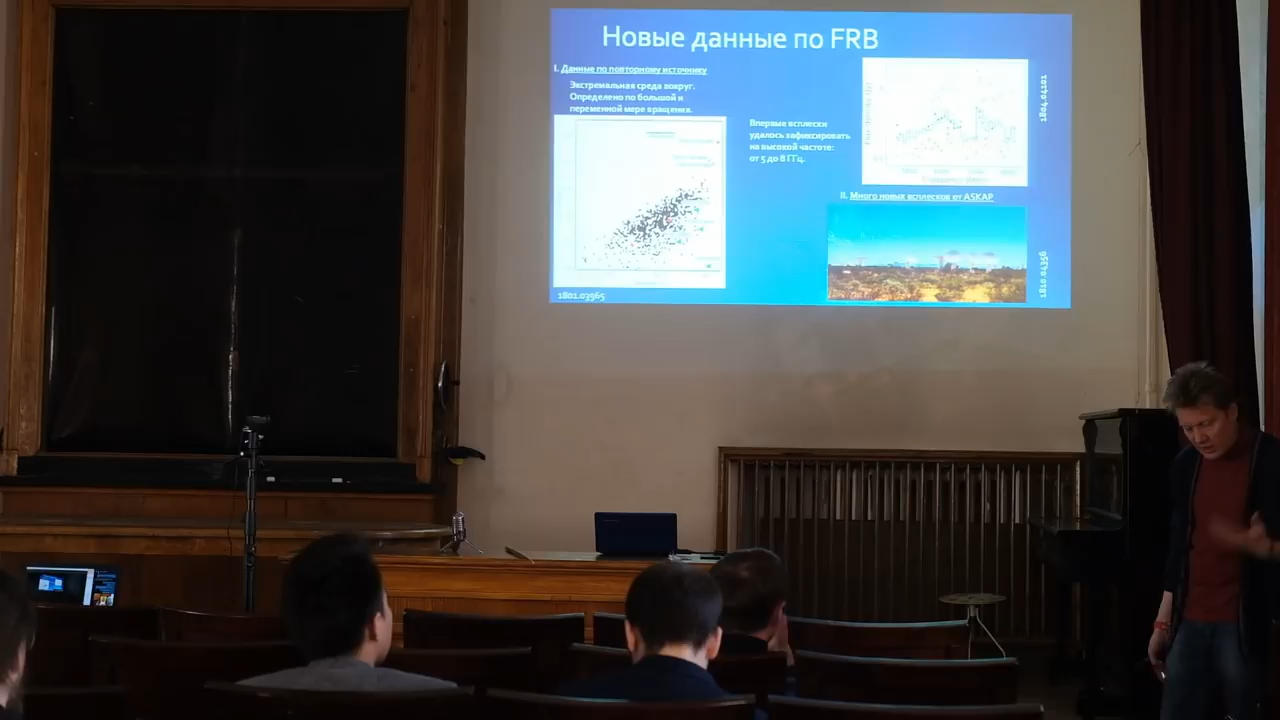 Новые данные по FRB
I. Данные по повторному источнику
Экстремальная среда вокруг.
Определено по большой и
переменной мере вращения.
1801.03965
Впервые всплески
удалось зафиксировать
на высокой частоте:
от 5 до 8 ГГц.
1804.04101
II. Много новых всплесков от ASKAP
1810.04356